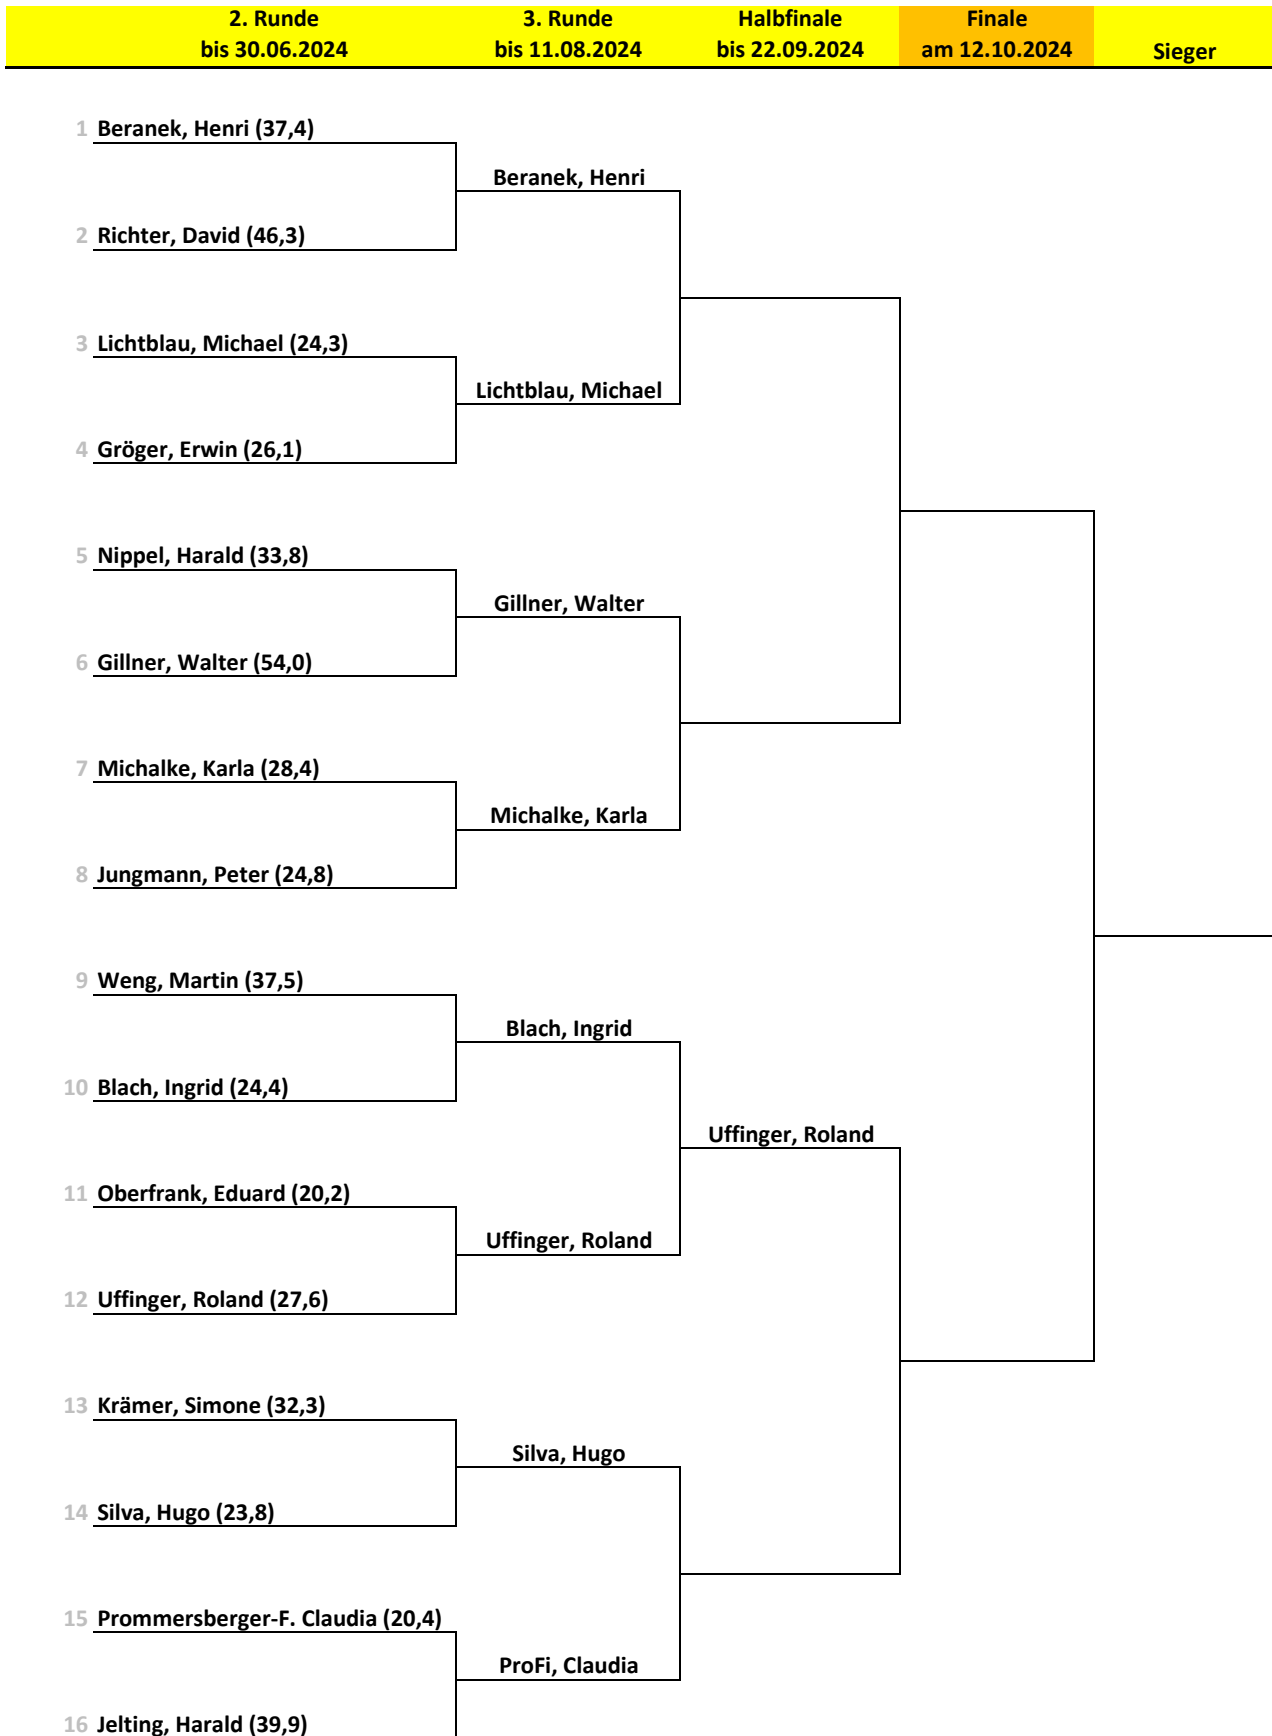 2. Runde
bis 30.06.2024
3. Runde
bis 11.08.2024
Halbfinale
bis 22.09.2024
Finale
am 12.10.2024
Sieger
1 Beranek, Henri (37,4)
Beranek, Henri
2 Richter, David (46,3)
3 Lichtblau, Michael (24,3)
Lichtblau, Michael
4 Gröger, Erwin (26,1)
5 Nippel, Harald (33,8)
Gillner, Walter
6 Gillner, Walter (54,0)
7 Michalke, Karla (28,4)
Michalke, Karla
8 Jungmann, Peter (24,8)
9 Weng, Martin (37,5)
Blach, Ingrid
10 Blach, Ingrid (24,4)
Uffinger, Roland
11 Oberfrank, Eduard (20,2)
Uffinger, Roland
12 Uffinger, Roland (27,6)
13 Krämer, Simone (32,3)
Silva, Hugo
14 Silva, Hugo (23,8)
15 Prommersberger-F. Claudia (20,4)
ProFi, Claudia
16 Jelting, Harald (39,9)